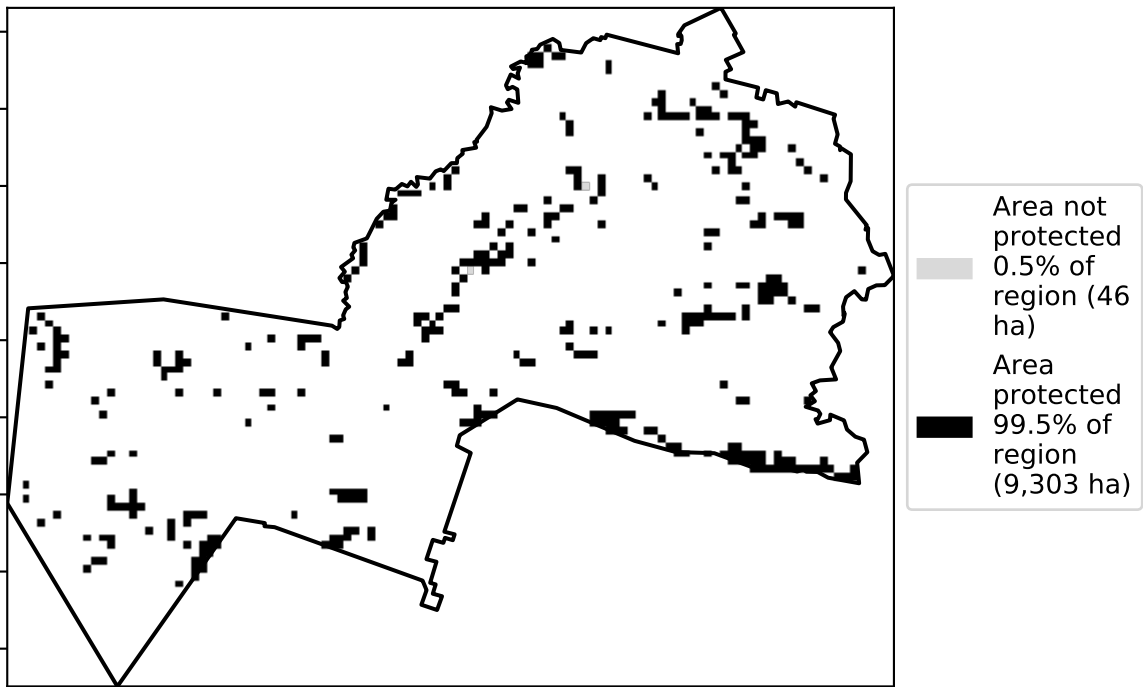 Area not
protected
0.5% of
region (46
ha)
Area
protected
99.5% of
region
(9,303 ha)